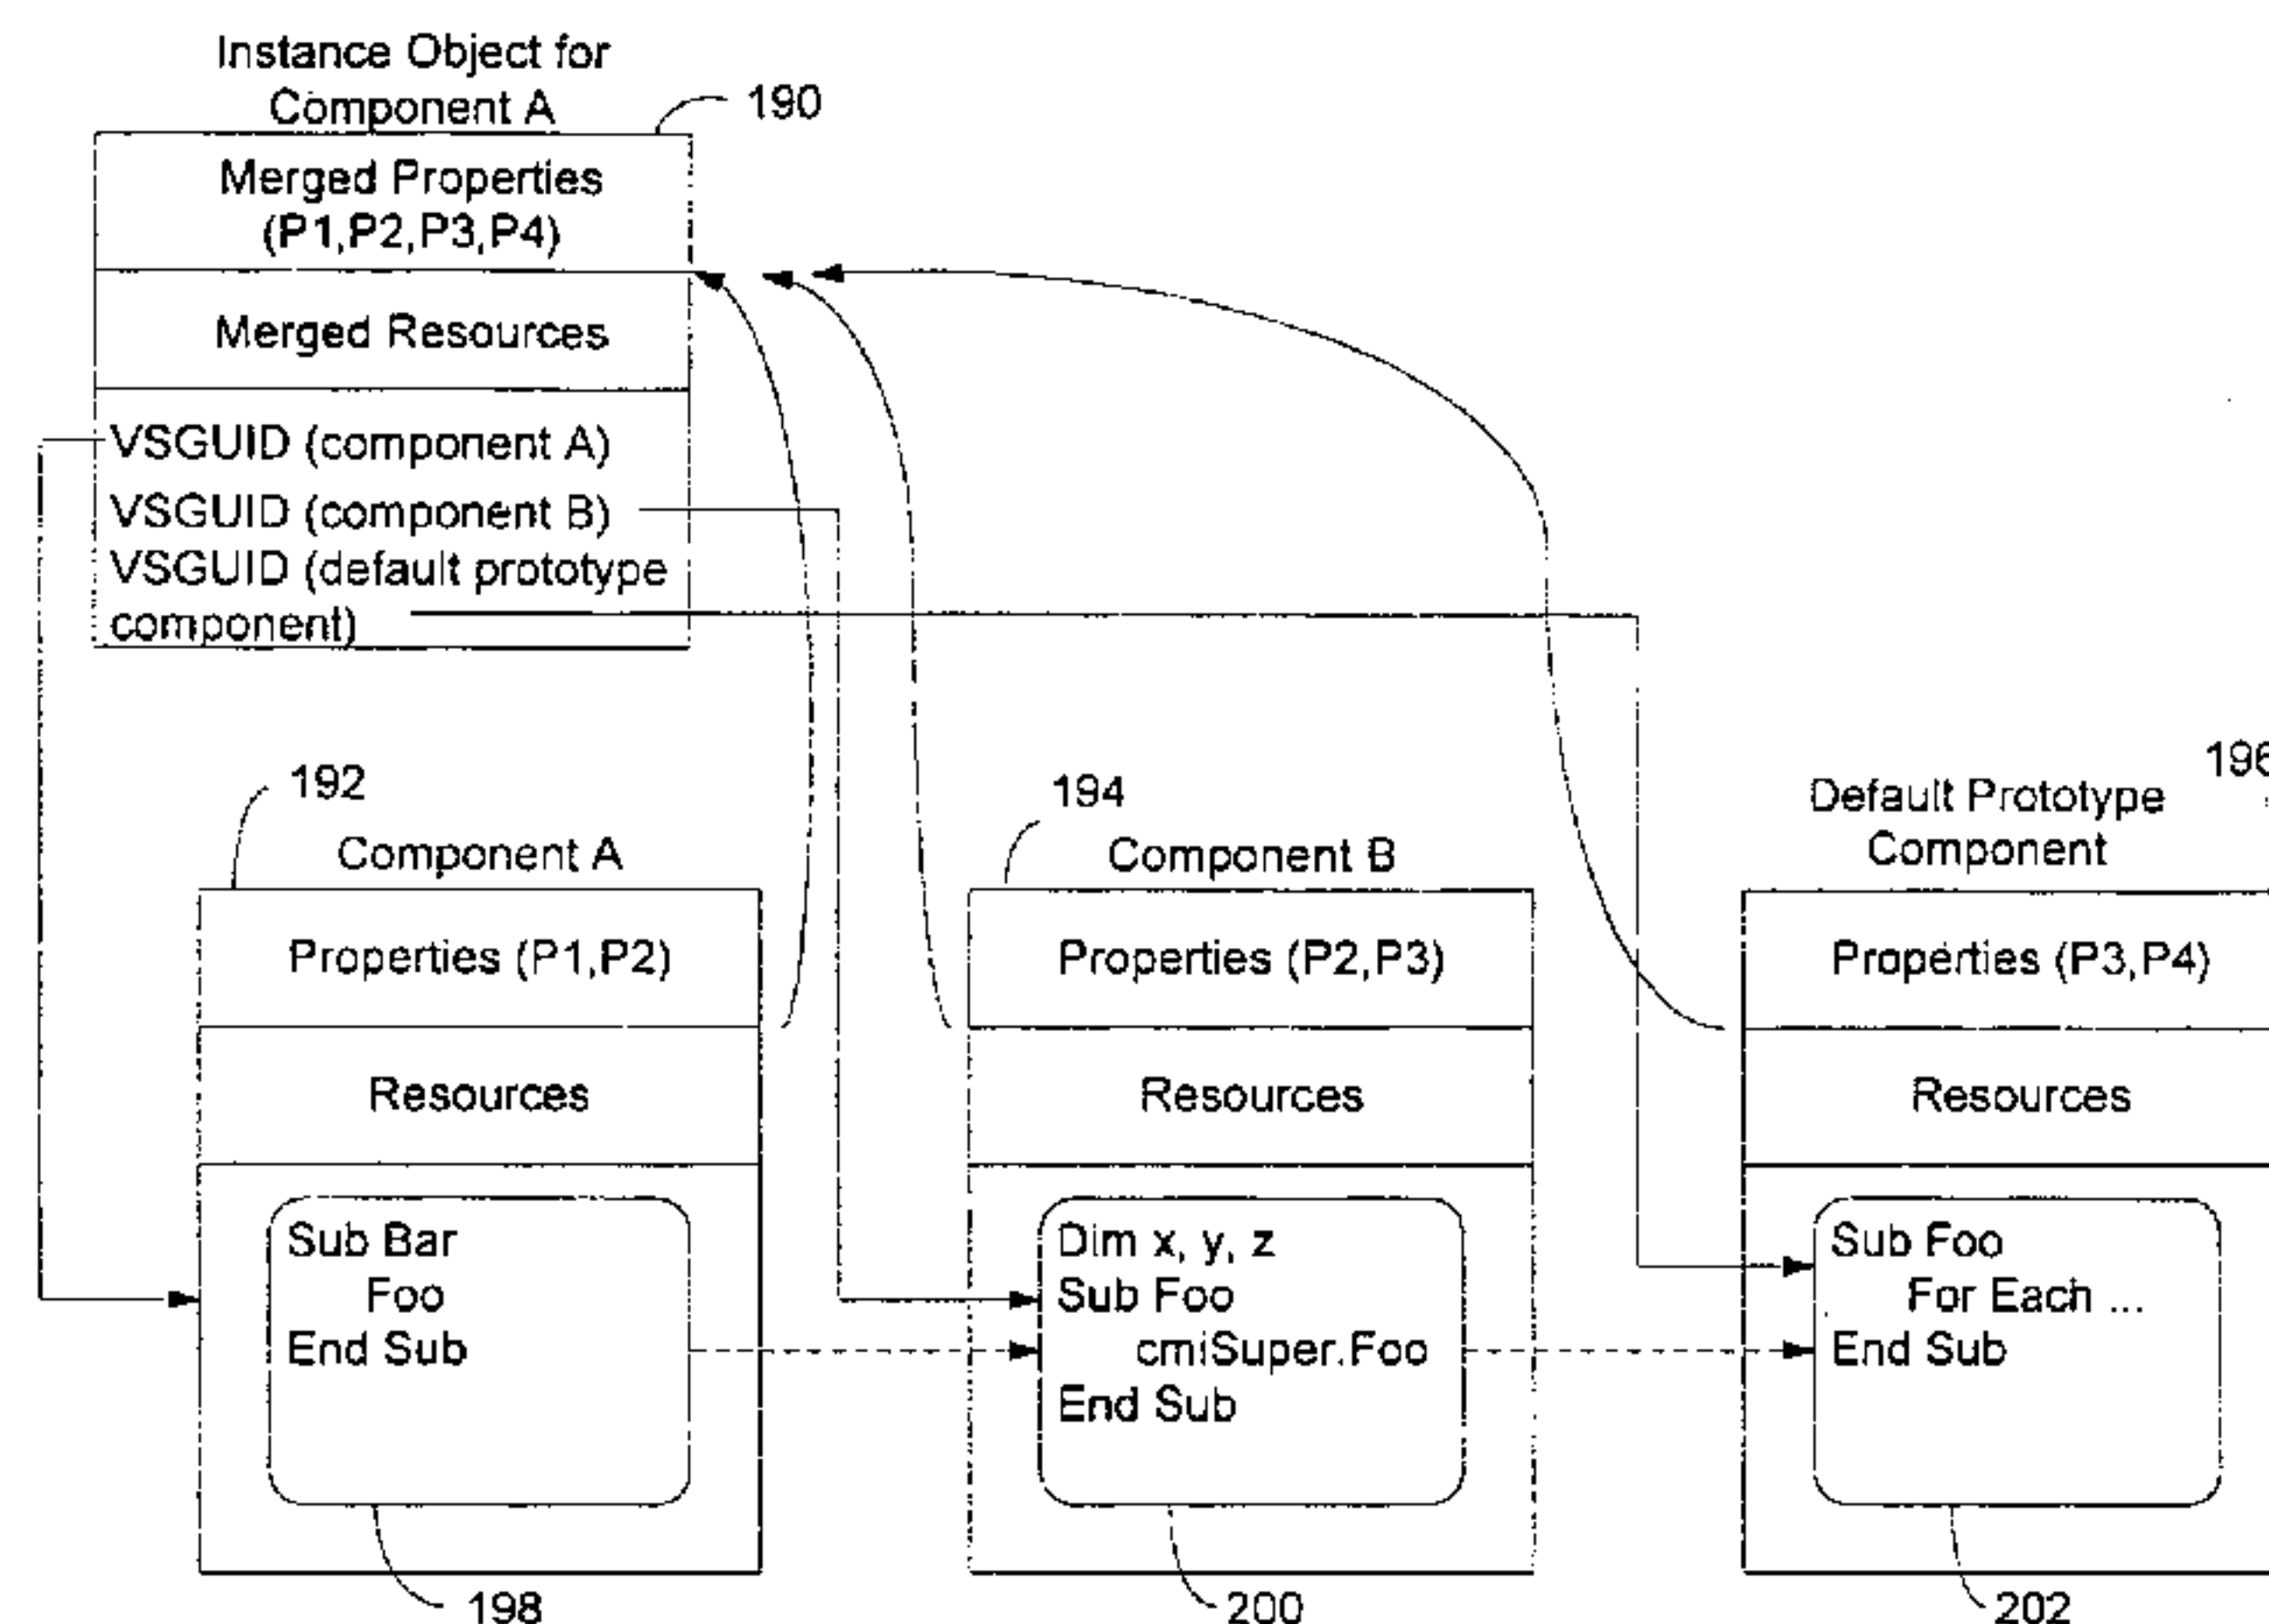 Instance Object for
Component A
190
Merged Properties
(P1,P2,P3,P4)
Merged Resources
VSGUID (component A)
VSGUID (component B)
VSGUID (default prototype
component)
192
Component A
Properties (P1,P2)
Resources
Sub Bar
Foo
End Sub
198
194
Component B
Properties (P2,P3)
Resources
Dim x, y, z
Sub Foo
cmiSuper.Foo
End Sub
200
196
Default Prototype
Component
Properties (P3,P4)
Resources
Sub Foo
For Each ...
End Sub
202